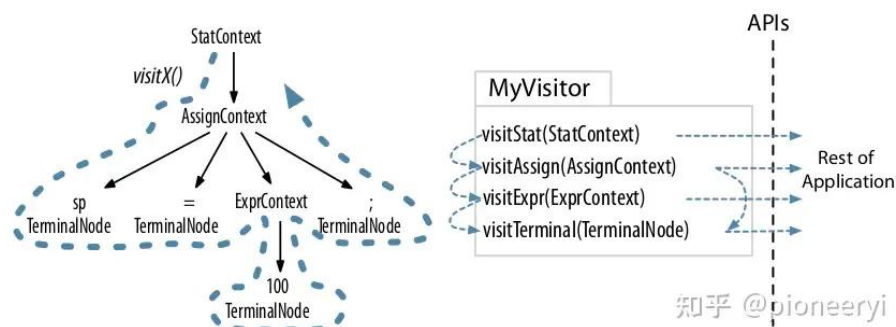 StatContext
visitX()
AssignContext
sp
TerminalNode
=
TerminalNode
ExprContext
;
TerminalNode
100
TerminalNode
APIs
MyVisitor
visitStat(StatContext)
visitAssign(AssignContext)
visitExpr(ExprContext)
visitTerminal(TerminalNode)
Rest of
Application
知乎 @pioneeryi